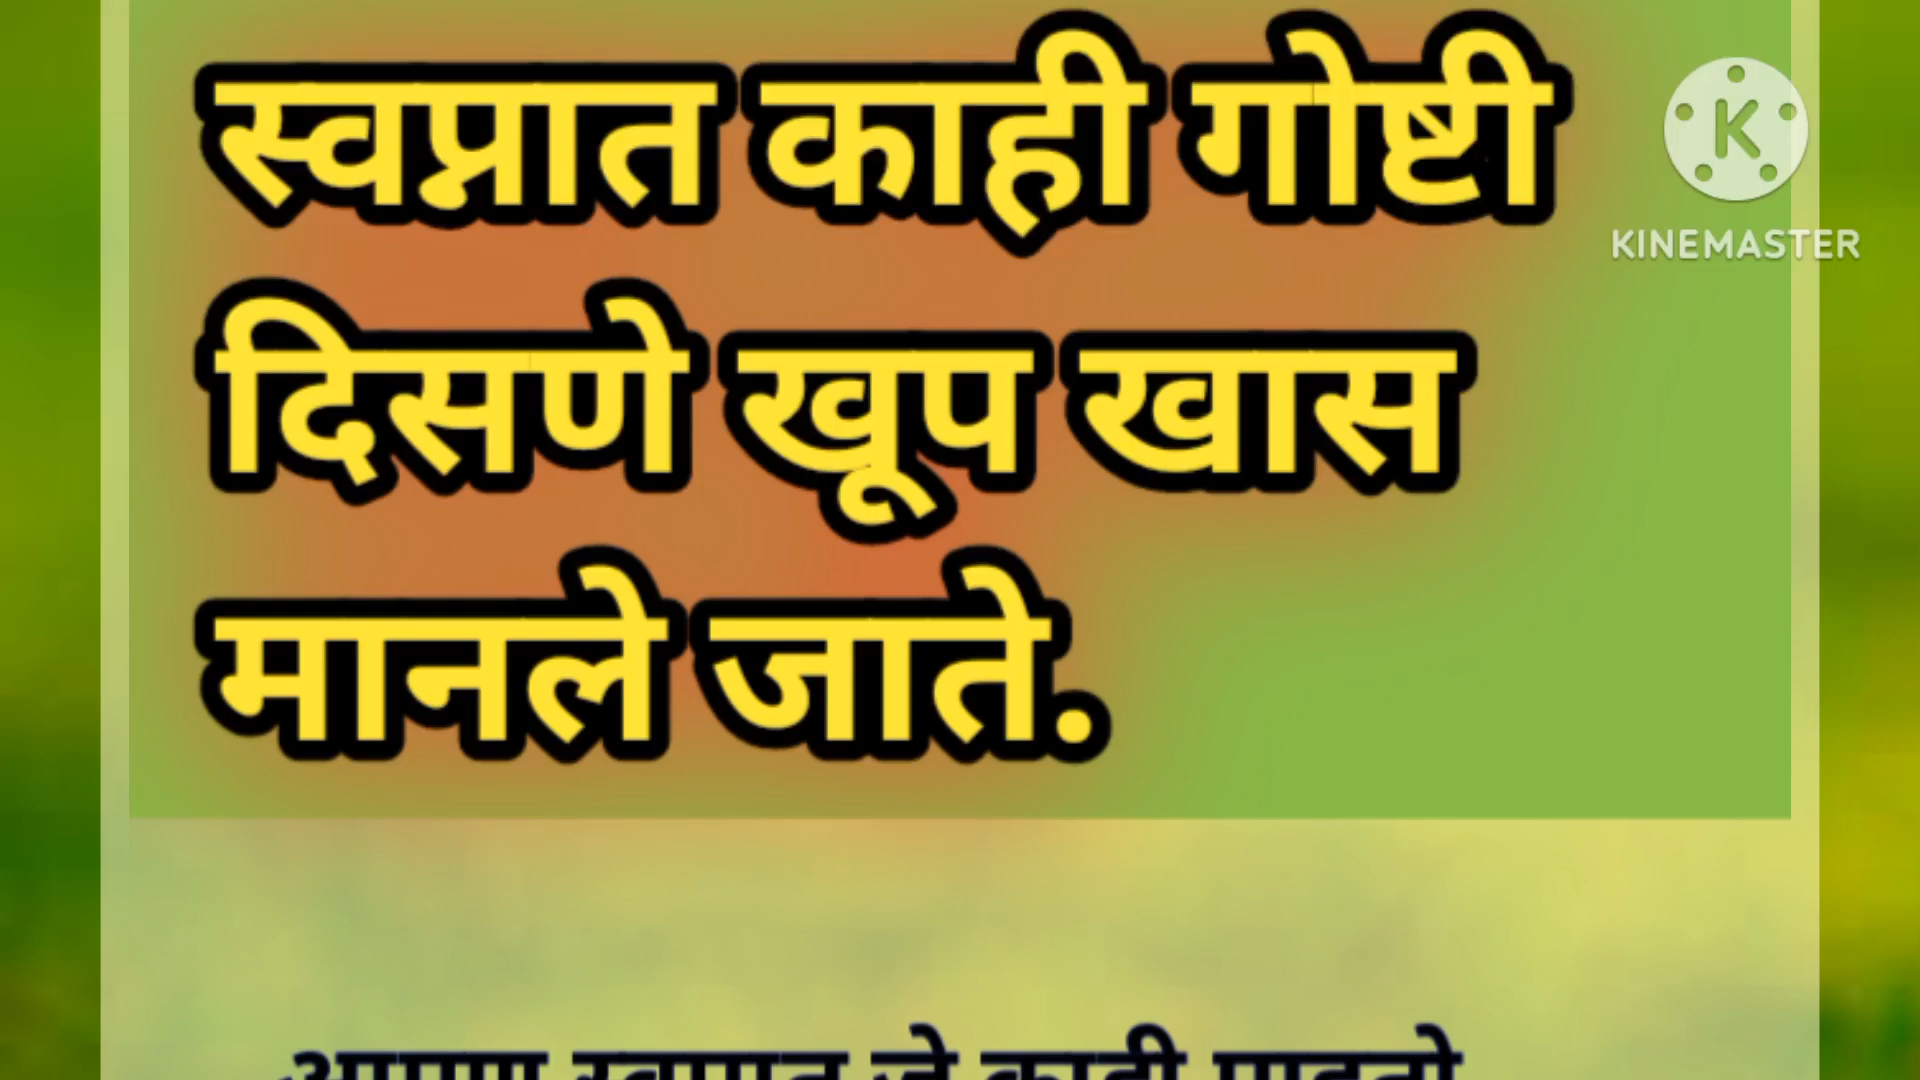 स्वप्नात काही गोष्टी
KINEMASTER
दिसणे खूप खास
मानले जाते.